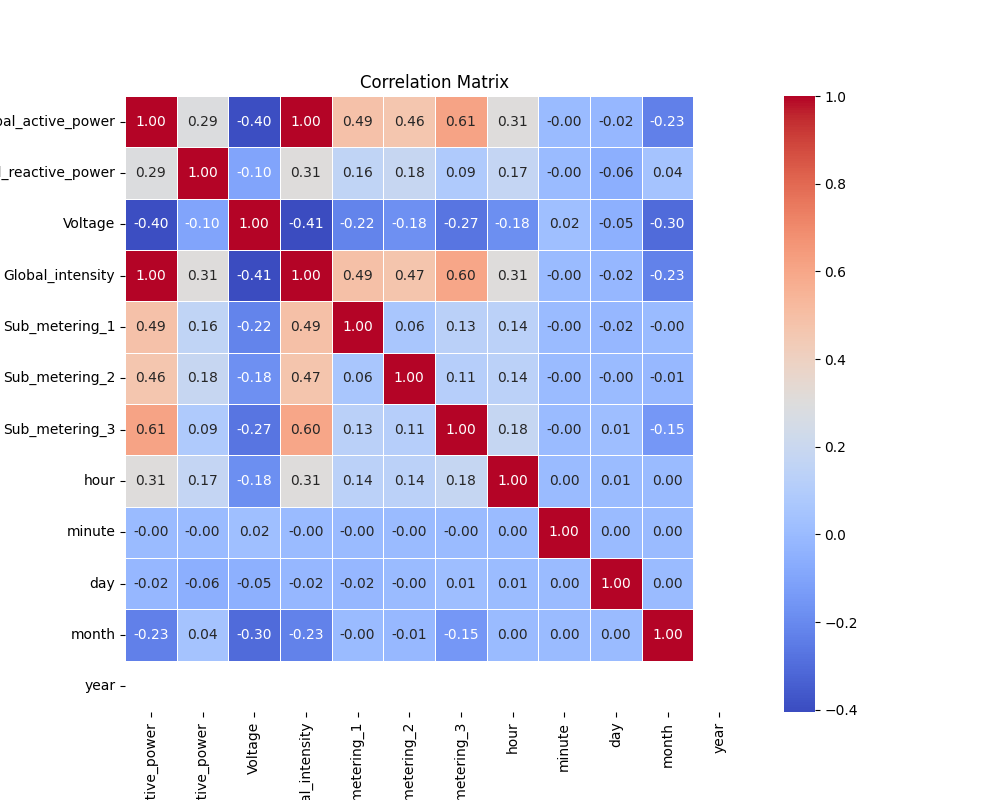 Correlation Matrix
bal_active_power 1.00 0.29 -0.40 1.00 0.49 0.46 0.61 0.31 -0.00 -0.02 -0.23
l_reactive_power 0.29 1.00 -0.10 0.31 0.16 0.18 0.09 0.17 -0.00 -0.06 0.04
Voltage -0.40 -0.10 1.00 -0.41 -0.22 -0.18 -0.27 -0.18 0.02 -0.05 -0.30
Global_intensity 1.00 0.31 -0.41 1.00 0.49 0.47 0.60 0.31 -0.00 -0.02 -0.23
Sub_metering_1 0.49 0.16 -0.22 0.49 1.00 0.06 0.13 0.14 -0.00 -0.02 -0.00
Sub_metering_2 0.46 0.18 -0.18 0.47 0.06 1.00 0.11 0.14 -0.00 -0.00 -0.01
Sub_metering_3 0.61 0.09 -0.27 0.60 0.13 0.11 1.00 0.18 -0.00 0.01 -0.15
hour 0.31 0.17 -0.18 0.31 0.14 0.14 0.18 1.00 0.00 0.01 0.00
minute -0.00 -0.00 0.02 -0.00 -0.00 -0.00 -0.00 0.00 1.00 0.00 0.00
day -0.02 -0.06 -0.05 -0.02 -0.02 -0.00 0.01 0.01 0.00 1.00 0.00
month -0.23 0.04 -0.30 -0.23 -0.00 -0.01 -0.15 0.00 0.00 0.00 1.00
year
tive_power
ctive_power
Voltage
al_intensity
metering_1
metering_2
metering_3
hour
minute
day
month
year
1.0
0.8
0.6
0.4
0.2
0.0
−0.2
−0.4